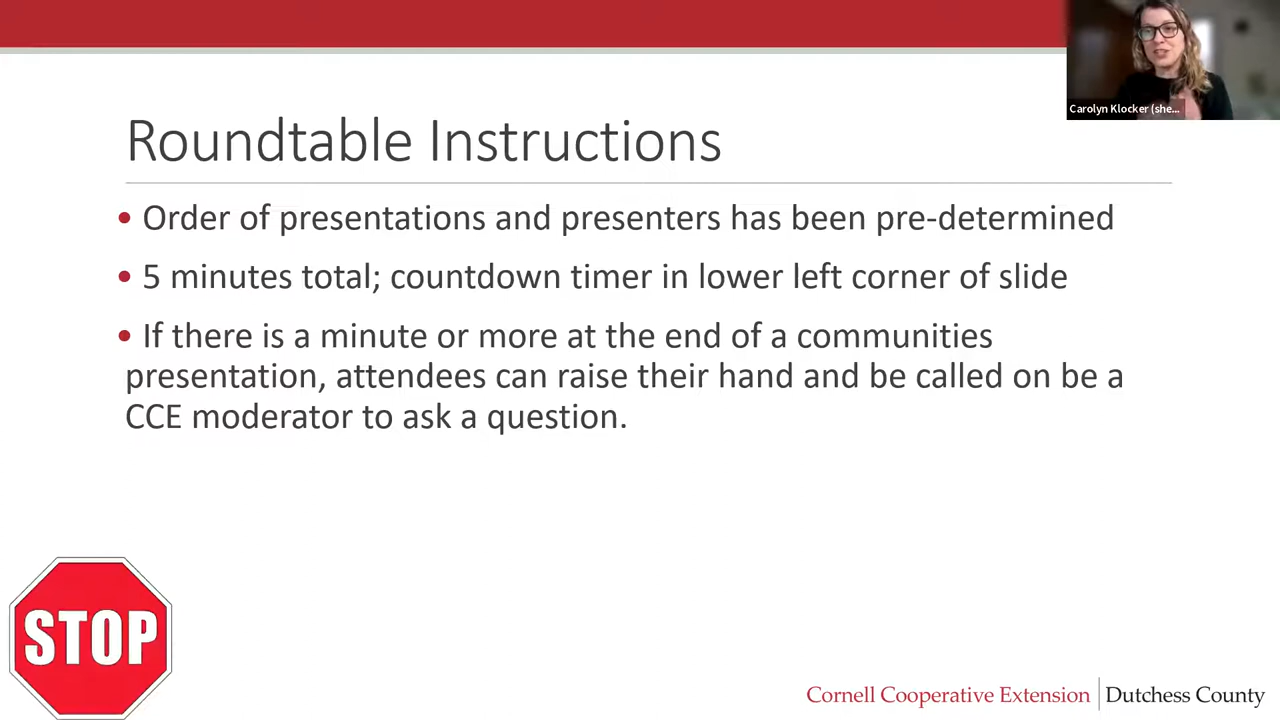 Carolyn Klocker (she...
Roundtable Instructions
• Order of presentations and presenters has been pre-determined
• 5 minutes total; countdown timer in lower left corner of slide
• If there is a minute or more at the end of a communities
presentation, attendees can raise their hand and be called on be a
CCE moderator to ask a question.
STOP
Cornell Cooperative Extension | Dutchess County